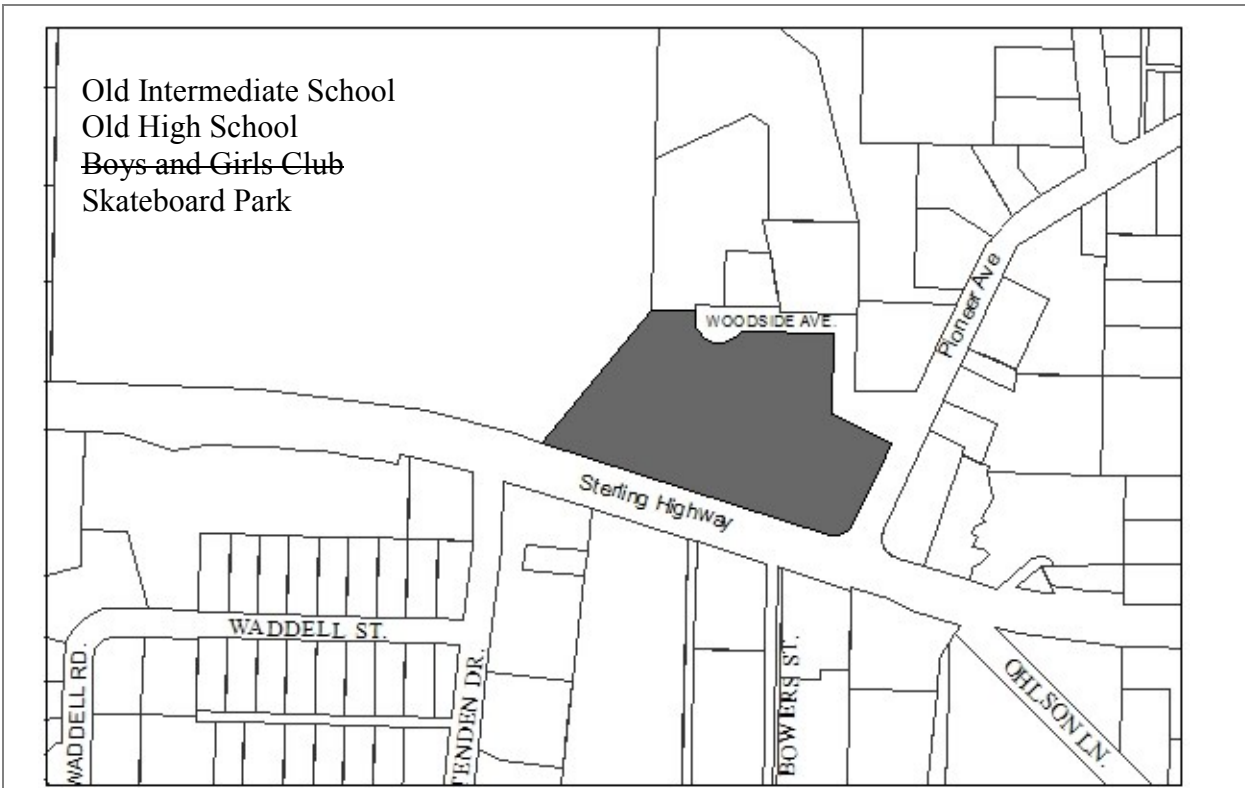 Old Intermediate School
Old High School
Boys and Girls Club
Skateboard Park
WOODSIDE AVE.
Pioneer Ave
Sterling Highway
WADDELL ST.
WADDELL RD.
TENDEN DR.
BOWERS ST.
OHLSON LN.